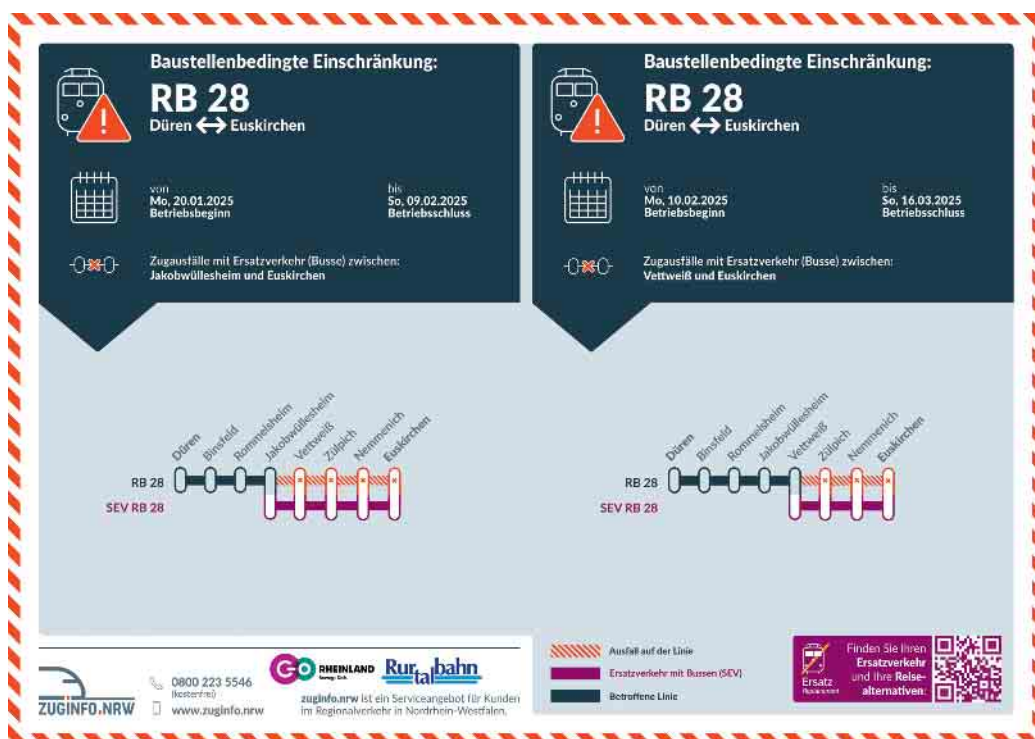 Baustellenbedingte Einschränkung:
RB 28
Düren ↔ Euskirchen
von
Mo, 20.01.2025
Betriebsbeginn
bis
So, 09.02.2025
Betriebsschluss
Zugausfälle mit Ersatzverkehr (Busse) zwischen:
Jakobwüllesheim und Euskirchen
Düren
Binsfeld
Rommelsheim
Jakobwüllesheim
Vettweiß
Zülpich
Nemmenich
Euskirchen
RB 28
SEV RB 28
Baustellenbedingte Einschränkung:
RB 28
Düren ↔ Euskirchen
von
Mo, 10.02.2025
Betriebsbeginn
bis
So, 16.03.2025
Betriebsschluss
Zugausfälle mit Ersatzverkehr (Busse) zwischen:
Vettweiß und Euskirchen
Düren
Binsfeld
Rommelsheim
Jakobwüllesheim
Vettweiß
Zülpich
Nemmenich
Euskirchen
RB 28
SEV RB 28
ZUGINFO.NRW
0800 223 5546
(kostenfrei)
www.zuginfo.nrw
GO RHEINLAND
Rurtalbahn
zuginfo.nrw ist ein Serviceangebot für Kunden
im Regionalverkehr in Nordrhein-Westfalen.
Ausfall auf der Linie
Ersatzverkehr mit Bussen (SEV)
Betroffene Linie
Ersatz
Replacement
Finden Sie Ihren
Ersatzverkehr
und Ihre Reise-
alternativen: